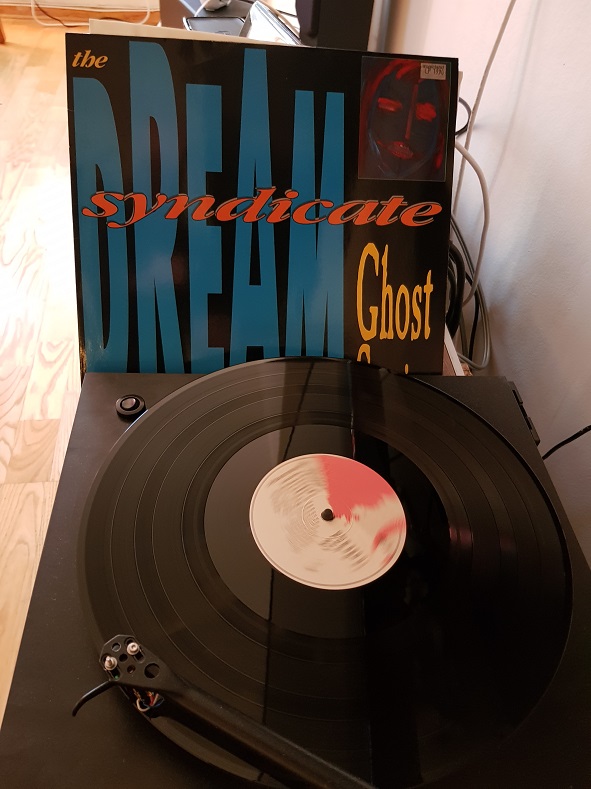 the
DREAM
syndicate
Ghost